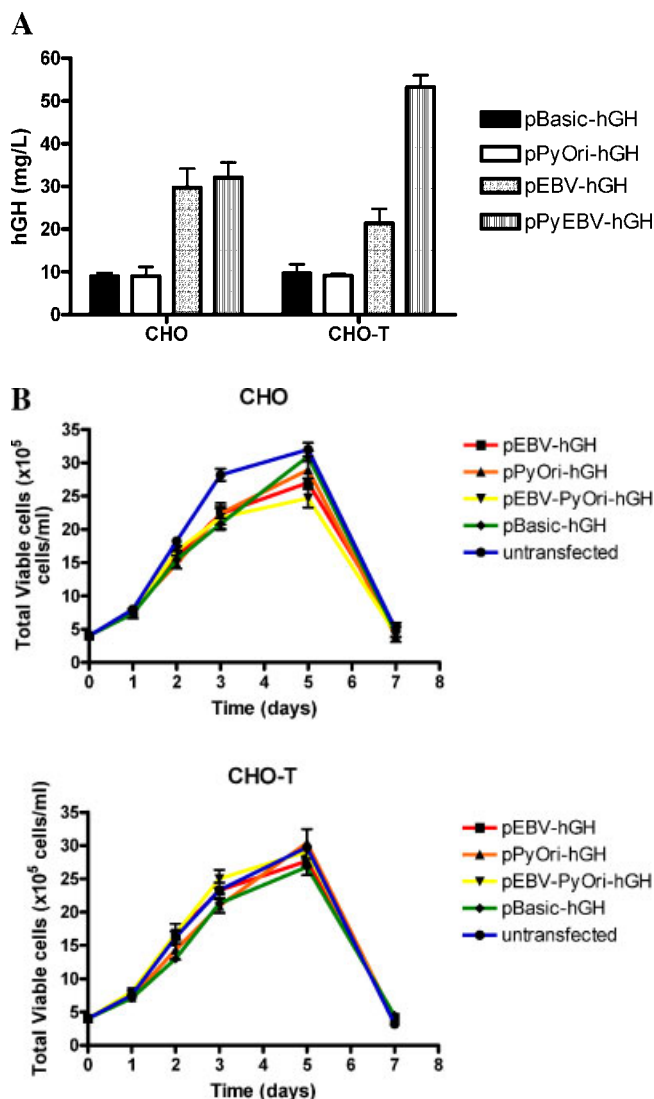 A
hGH (mg/L)
60
50
40
30
20
10
0
CHO
CHO-T
pBasic-hGH
pPyOri-hGH
pEBV-hGH
pPyEBV-hGH
B
CHO
Total Viable cells (x10⁵
cells/ml)
35
30
25
20
15
10
5
0
0 1 2 3 4 5 6 7 8
Time (days)
pEBV-hGH
pPyOri-hGH
pEBV-PyOri-hGH
pBasic-hGH
untransfected
CHO-T
Total Viable cells (x10⁵ cells/ml)
35
30
25
20
15
10
5
0
0 1 2 3 4 5 6 7 8
Time (days)
pEBV-hGH
pPyOri-hGH
pEBV-PyOri-hGH
pBasic-hGH
untransfected